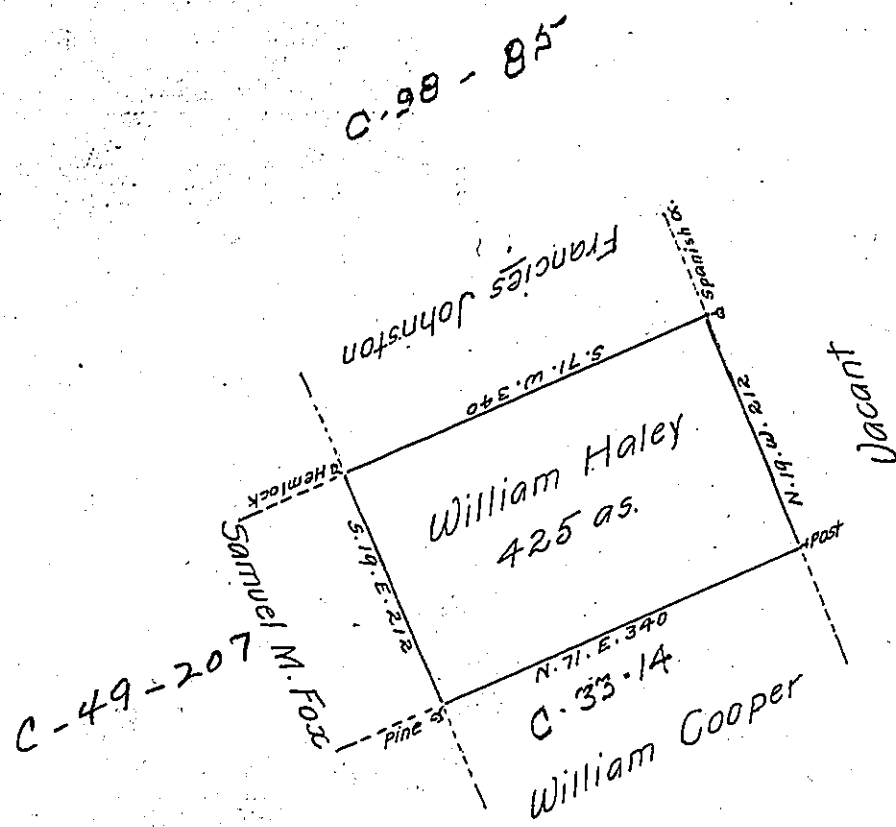 C. 98 - 85
Francies Johnston
Spanish O.
S. 71. W. 340
Hemlock
Vacant
N. 19. W. 212
William Haley
425 as.
S. 19. E. 212
Post
Samuel M. Fox
N. 71. E. 340
C - 49 - 207
C. 33. 14
Pine
William Cooper